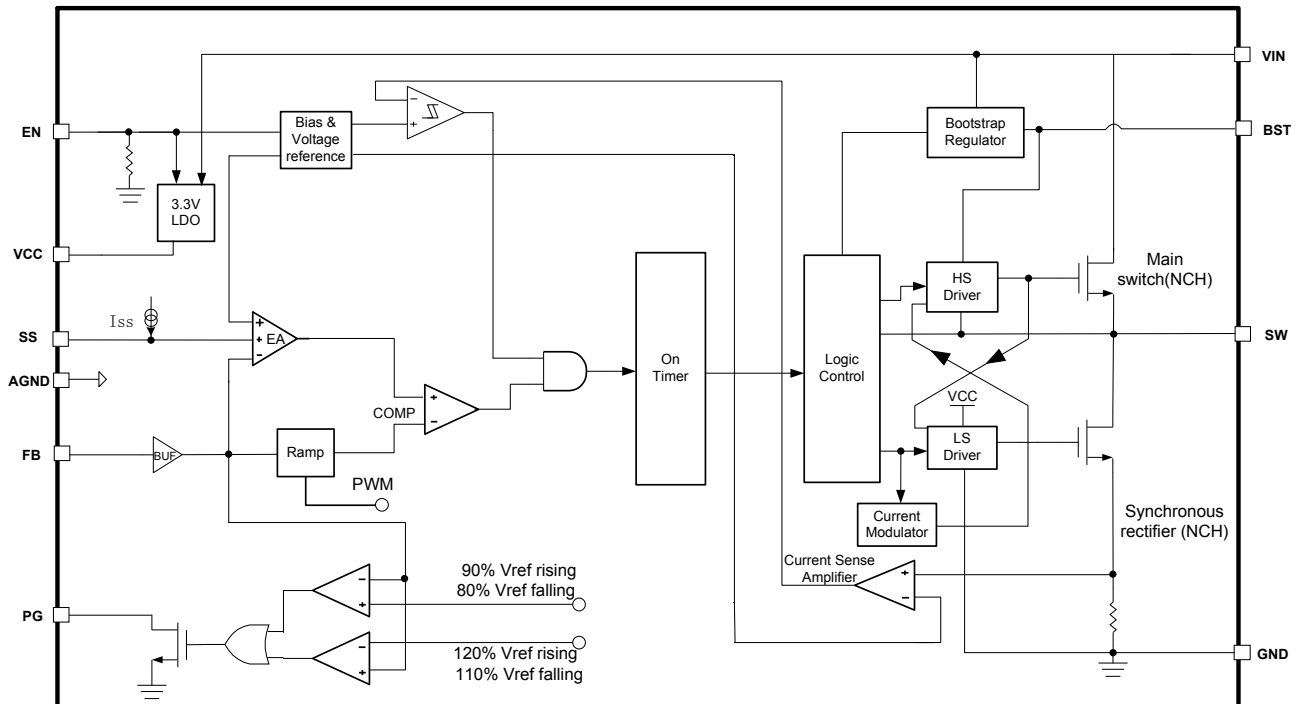 VIN
EN
Bias &
Voltage
reference
−
+
Bootstrap
Regulator
BST
3.3V
LDO
VCC
HS
Driver
Main
switch(NCH)
Iss
SS
+
+
−
EA
SW
AGND
On
Timer
Logic
Control
COMP
+
−
VCC
LS
Driver
FB
BUF
Ramp
PWM
Current
Modulator
Synchronous
rectifier (NCH)
Current Sense
Amplifier
+
−
90% Vref rising
80% Vref falling
−
+
PG
−
+
120% Vref rising
110% Vref falling
GND